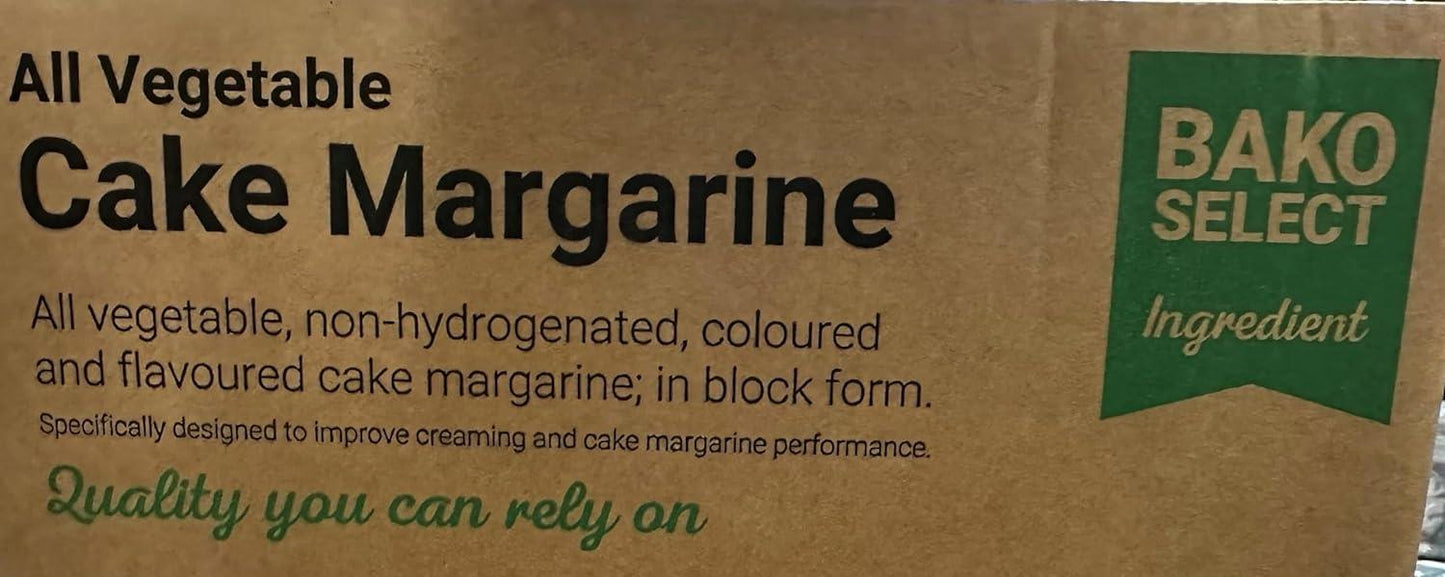 All Vegetable
Cake Margarine
All vegetable, non-hydrogenated, coloured
and flavoured cake margarine; in block form.
Specifically designed to improve creaming and cake margarine performance.
Quality you can rely on
BAKO
SELECT
Ingredient